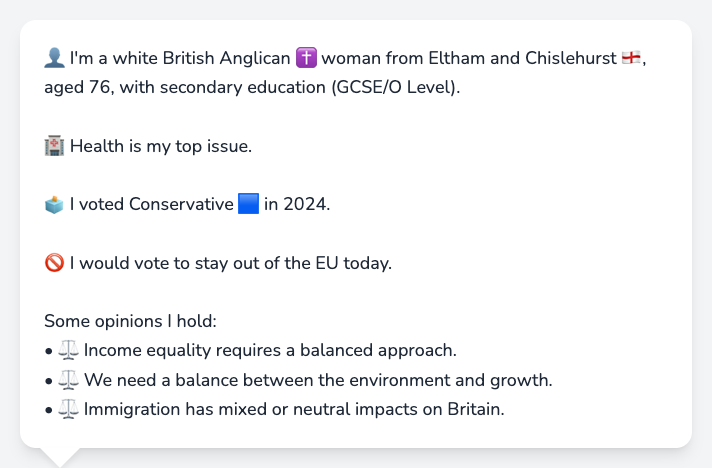 👤 I'm a white British Anglican ✝️ woman from Eltham and Chislehurst 🏴󠁧󠁢󠁥󠁮󠁧󠁿,
aged 76, with secondary education (GCSE/O Level).
🏥 Health is my top issue.
🗳️ I voted Conservative 🟦 in 2024.
🚫 I would vote to stay out of the EU today.
Some opinions I hold:
• ⚖️ Income equality requires a balanced approach.
• ⚖️ We need a balance between the environment and growth.
• ⚖️ Immigration has mixed or neutral impacts on Britain.